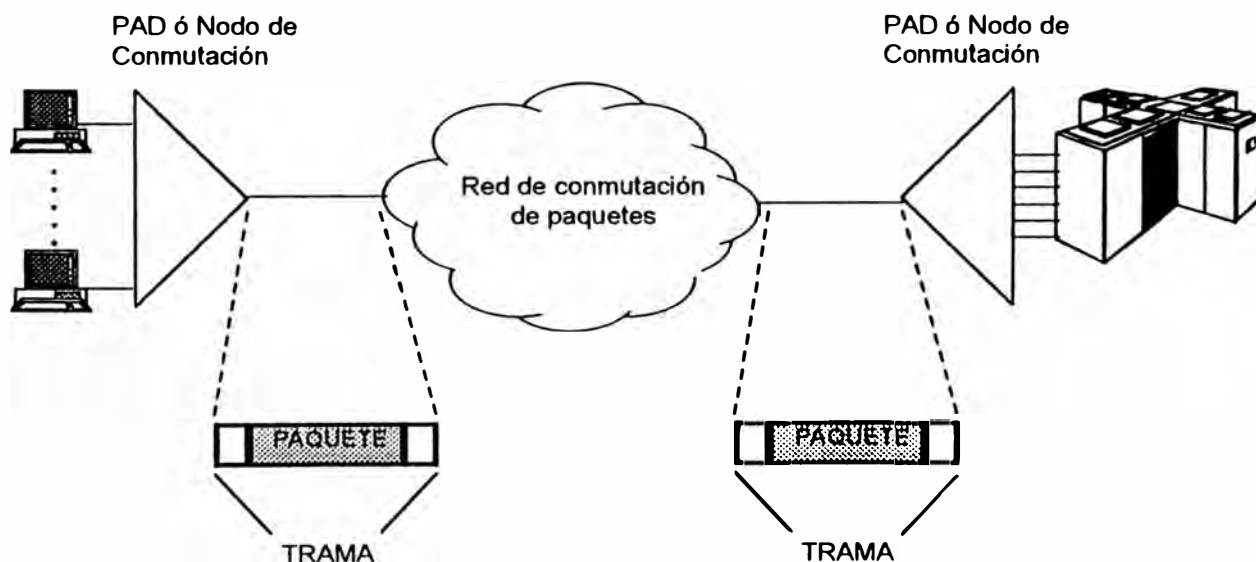 PAD ó Nodo de
Conmutación
PAD ó Nodo de
Conmutación
Red de conmutación
de paquetes
PAQUETE
PAQUETE
TRAMA
TRAMA